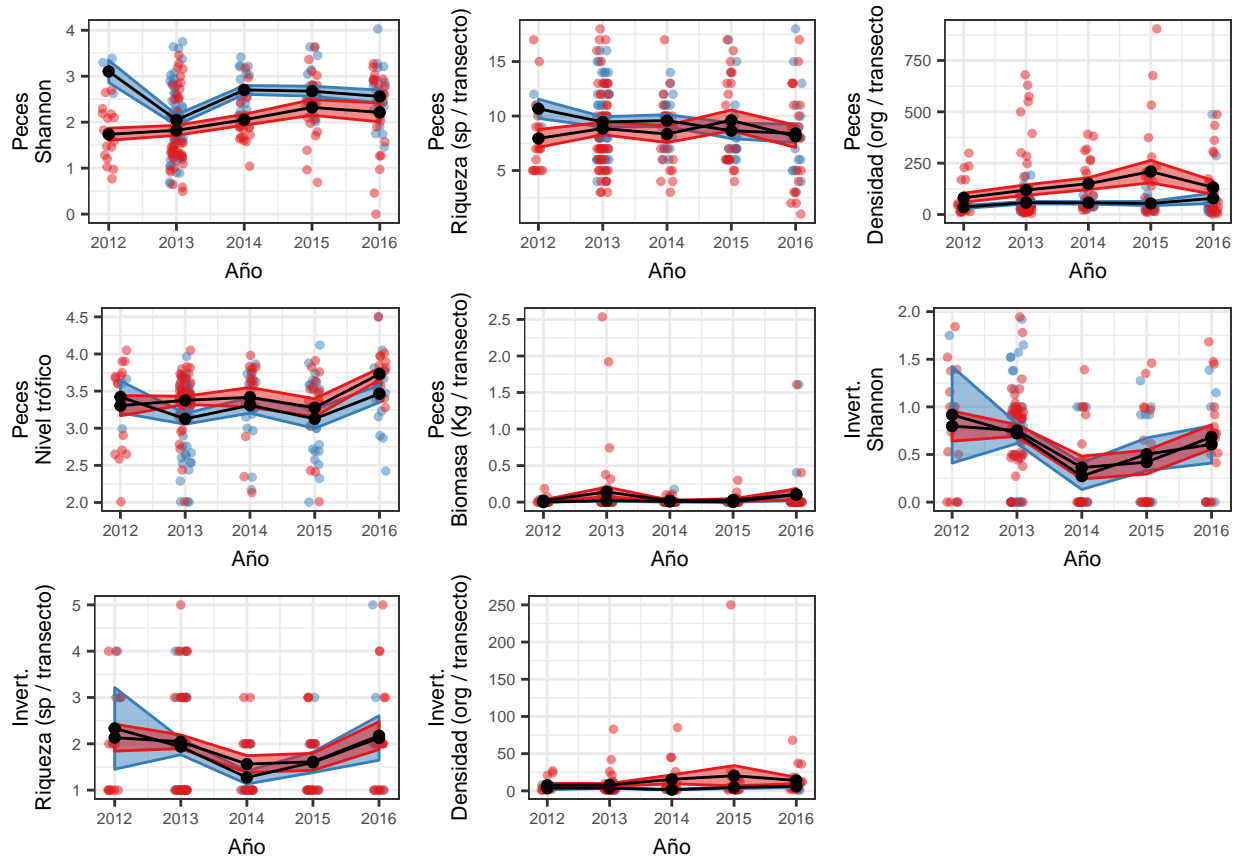 Peces
Shannon
4
3
2
1
0
2012 2013 2014 2015 2016
Año
Peces
Riqueza (sp / transecto)
15
10
5
2012 2013 2014 2015 2016
Año
Peces
Densidad (org / transecto)
750
500
250
0
2012 2013 2014 2015 2016
Año
Peces
Nivel trófico
4.5
4.0
3.5
3.0
2.5
2.0
2012 2013 2014 2015 2016
Año
Peces
Biomasa (Kg / transecto)
2.5
2.0
1.5
1.0
0.5
0.0
2012 2013 2014 2015 2016
Año
Invert.
Shannon
2.0
1.5
1.0
0.5
0.0
2012 2013 2014 2015 2016
Año
Invert.
Riqueza (sp / transecto)
5
4
3
2
1
2012 2013 2014 2015 2016
Año
Invert.
Densidad (org / transecto)
250
200
150
100
50
0
2012 2013 2014 2015 2016
Año